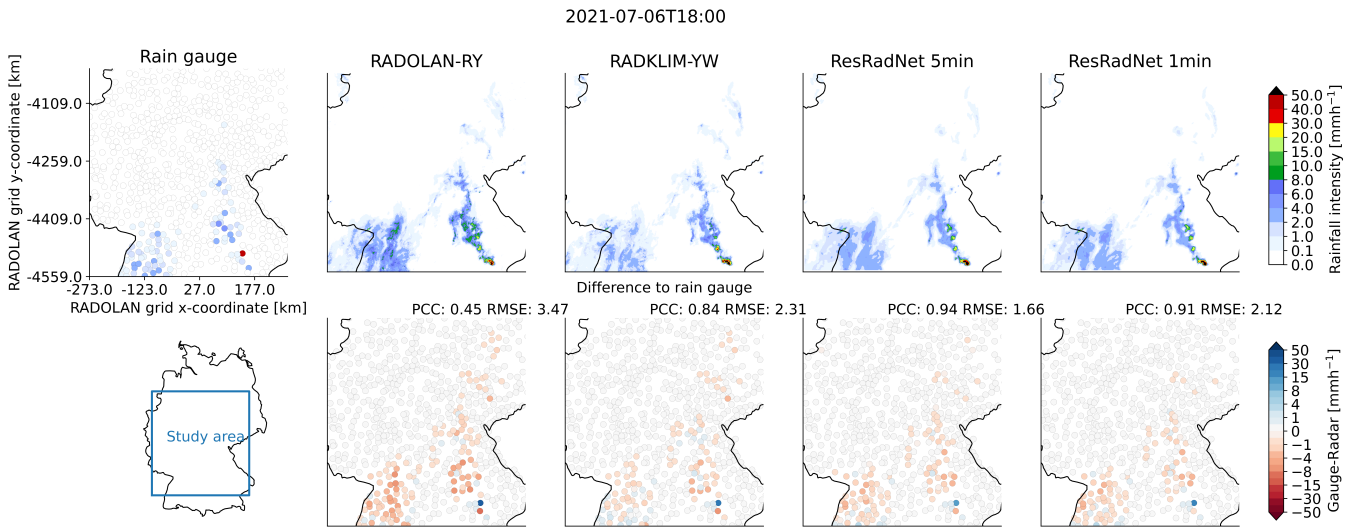 2021-07-06T18:00
Rain gauge
RADOLAN-RY
RADKLIM-YW
ResRadNet 5min
ResRadNet 1min
RADOLAN grid y-coordinate [km]
-4109.0
-4259.0
-4409.0
-4559.0
-273.0 -123.0 27.0 177.0
RADOLAN grid x-coordinate [km]
50.0
30.0
20.0
15.0
10.0
8.0
6.0
4.0
2.0
1.0
0.1
0.0
Rainfall intensity [mmh⁻¹]
Difference to rain gauge
PCC: 0.45 RMSE: 3.47
PCC: 0.84 RMSE: 2.31
PCC: 0.94 RMSE: 1.66
PCC: 0.91 RMSE: 2.12
Study area
50
30
15
8
4
1
0
−1
−4
−8
−15
−30
−50
Gauge-Radar [mmh⁻¹]